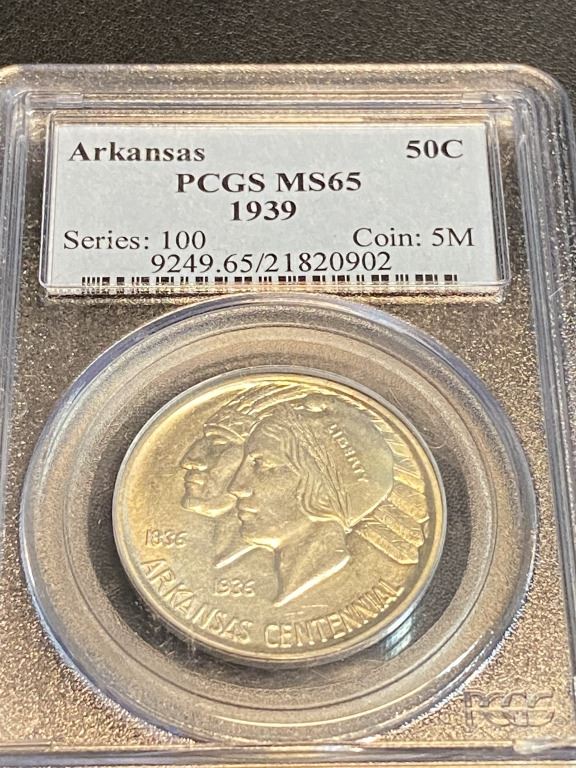 Arkansas 50C
PCGS MS65
1939
Series: 100 Coin: 5M
9249.65/21820902
LIBERTY
1836
1936
ARKANSAS CENTENNIAL
PCGS